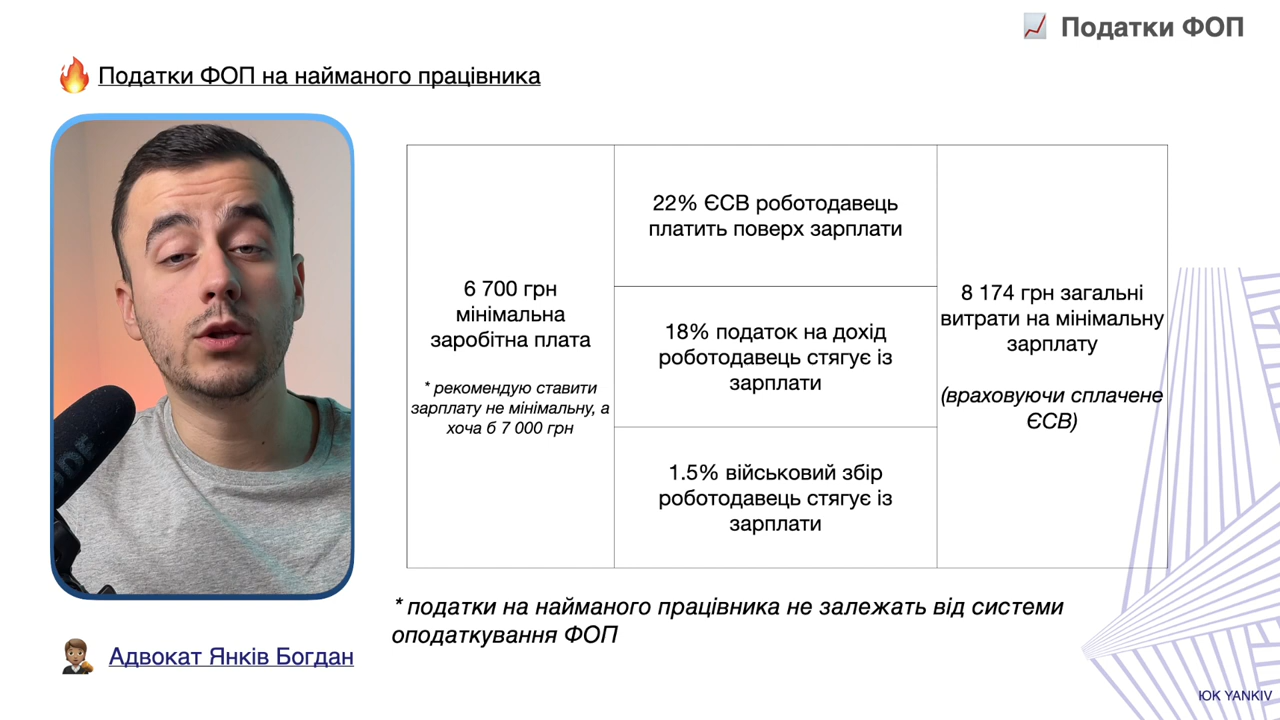 Податки ФОП
Податки ФОП на найманого працівника
6 700 грн
мінімальна
заробітна плата
* рекомендую ставити
зарплату не мінімальну, а
хоча б 7 000 грн
22% ЄСВ роботодавець
платить поверх зарплати
18% податок на дохід
роботодавець стягує із
зарплати
1.5% військовий збір
роботодавець стягує із
зарплати
8 174 грн загальні
витрати на мінімальну
зарплату
(враховуючи сплачене
ЄСВ)
* податки на найманого працівника не залежать від системи
оподаткування ФОП
Адвокат Янків Богдан
ЮК YANKIV